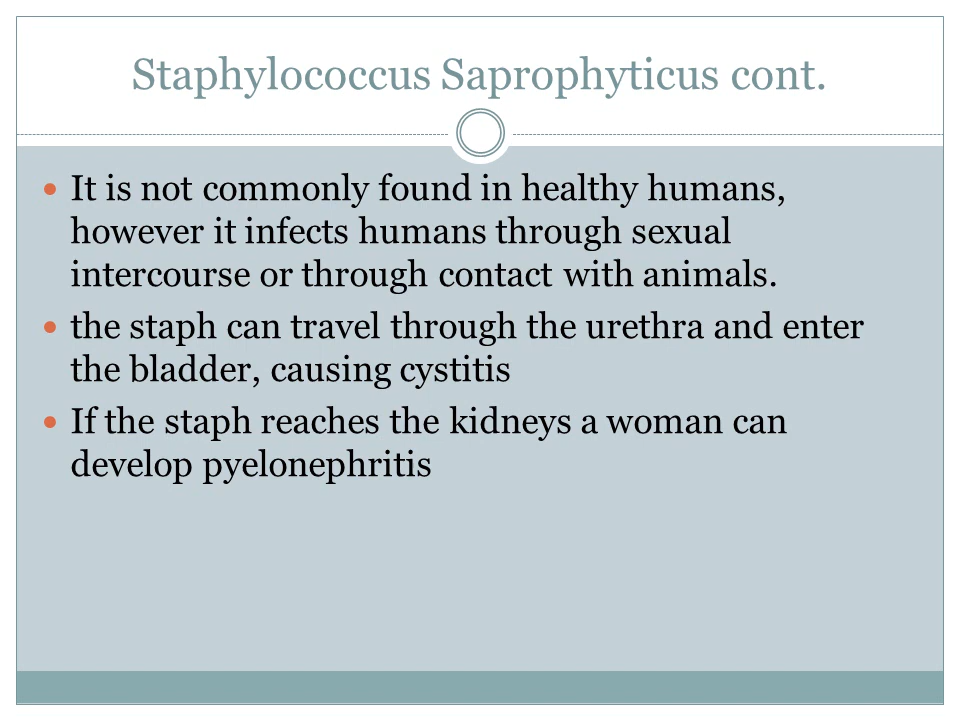 Staphylococcus Saprophyticus cont.
It is not commonly found in healthy humans,
however it infects humans through sexual
intercourse or through contact with animals.
the staph can travel through the urethra and enter
the bladder, causing cystitis
If the staph reaches the kidneys a woman can
develop pyelonephritis